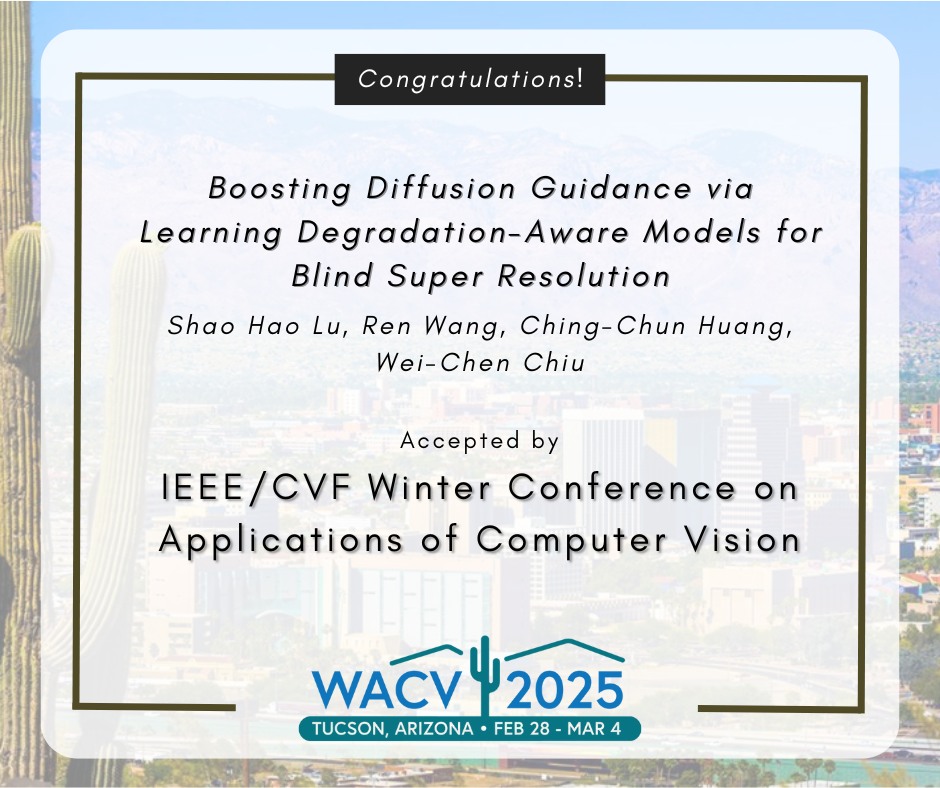 Congratulations!
Boosting Diffusion Guidance via
Learning Degradation-Aware Models for
Blind Super Resolution
Shao Hao Lu, Ren Wang, Ching-Chun Huang,
Wei-Chen Chiu
Accepted by
IEEE/CVF Winter Conference on
Applications of Computer Vision
WACV 2025
TUCSON, ARIZONA • FEB 28 - MAR 4